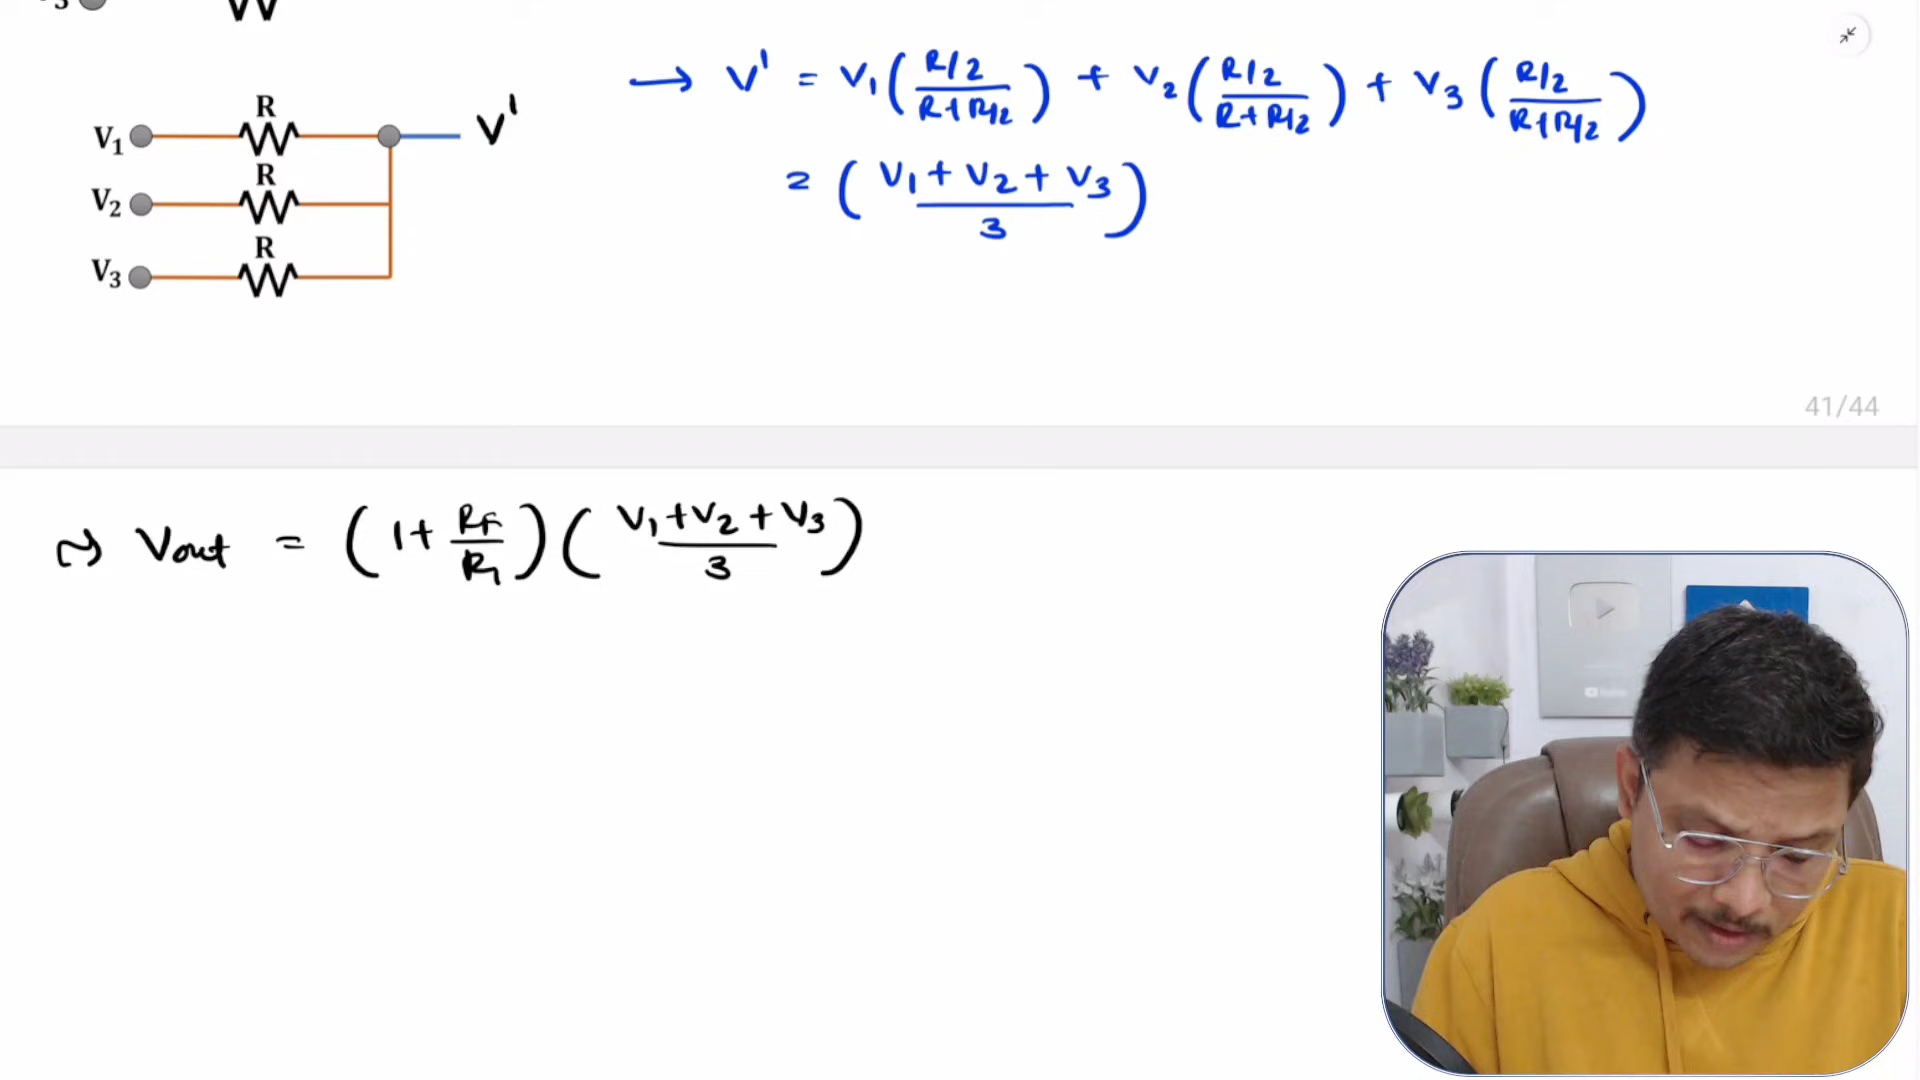 → V' = V₁ ( R/2 / R+R/2 ) + V₂ ( R/2 / R+R/2 ) + V₃ ( R/2 / R+R/2 )
= ( V₁ + V₂ + V₃ / 3 )
R
V₁
V'
R
V₂
R
V₃
41/44
Vout = ( 1 + RF / R₁ ) ( V₁ + V₂ + V₃ / 3 )